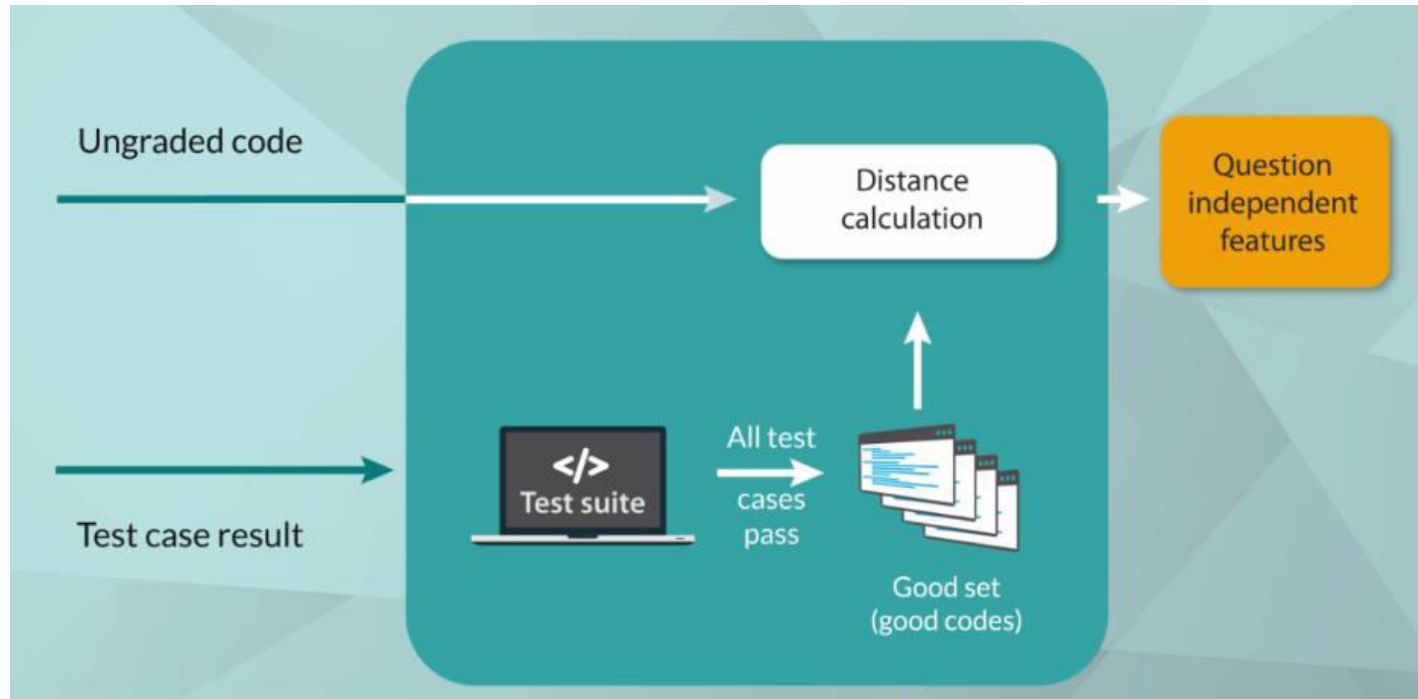 Ungraded code
Distance
calculation
Question
independent
features
Test case result
</>
Test suite
All test
cases
pass
Good set
(good codes)